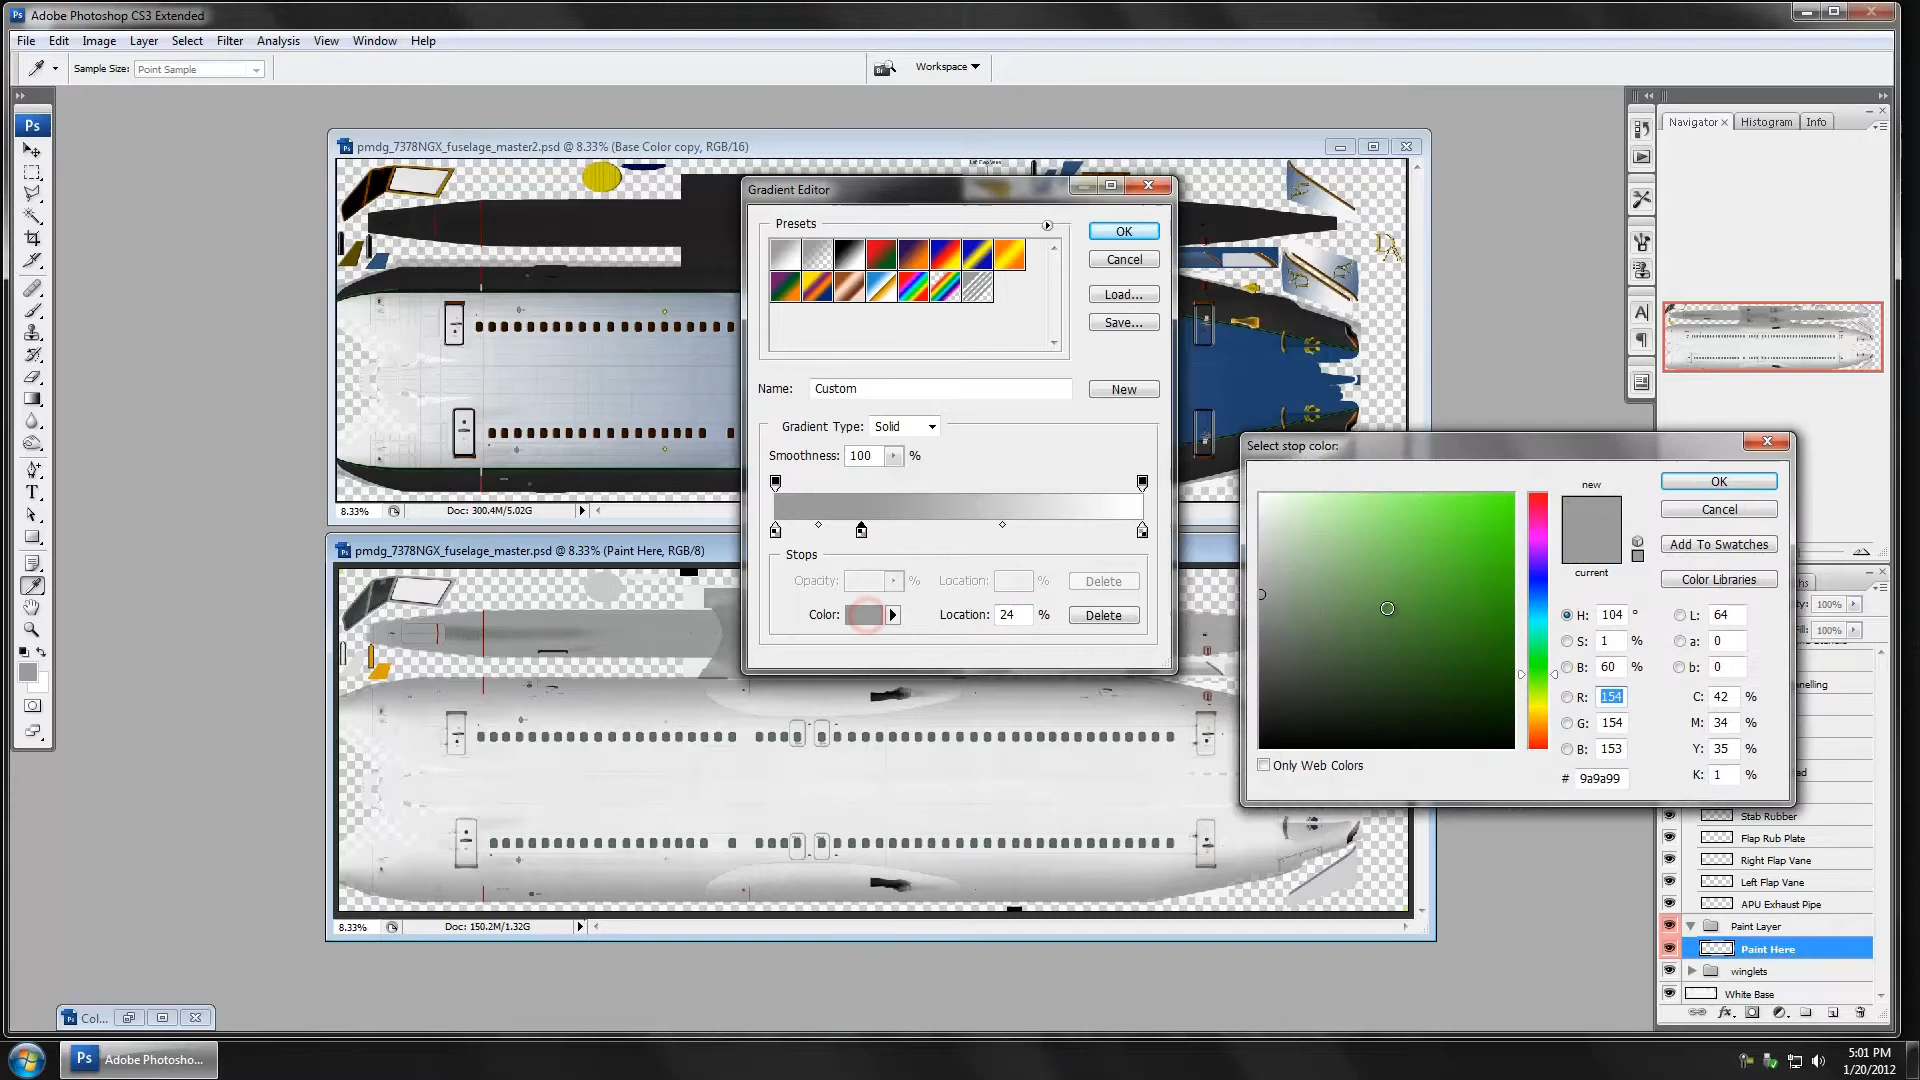 Ps Adobe Photoshop CS3 Extended
File Edit Image Layer Select Filter Analysis View Window Help
Sample Size: Point Sample
Br
Workspace
Ps
pmdg_7378NGX_fuselage_master2.psd @ 8.33% (Base Color copy, RGB/16)
8.33% Doc: 300.4M/5.02G
pmdg_7378NGX_fuselage_master.psd @ 8.33% (Paint Here, RGB/8)
8.33% Doc: 150.2M/1.32G
Gradient Editor
Presets
OK
Cancel
Load...
Save...
Name: Custom
New
Gradient Type: Solid
Smoothness: 100 %
Stops
Opacity: % Location: % Delete
Color: Location: 24 % Delete
Select stop color:
new
current
OK
Cancel
Add To Swatches
Color Libraries
H: 104 ° L: 64
S: 1 % a: 0
B: 60 % b: 0
R: 154 C: 42 %
G: 154 M: 34 %
B: 153 Y: 35 %
# 9a9a99 K: 1 %
Only Web Colors
Navigator Histogram Info
100%
100%
Stab Rubber
Flap Rub Plate
Right Flap Vane
Left Flap Vane
APU Exhaust Pipe
Paint Layer
Paint Here
winglets
White Base
Ps Col...
Ps Adobe Photosho...
5:01 PM
1/20/2012